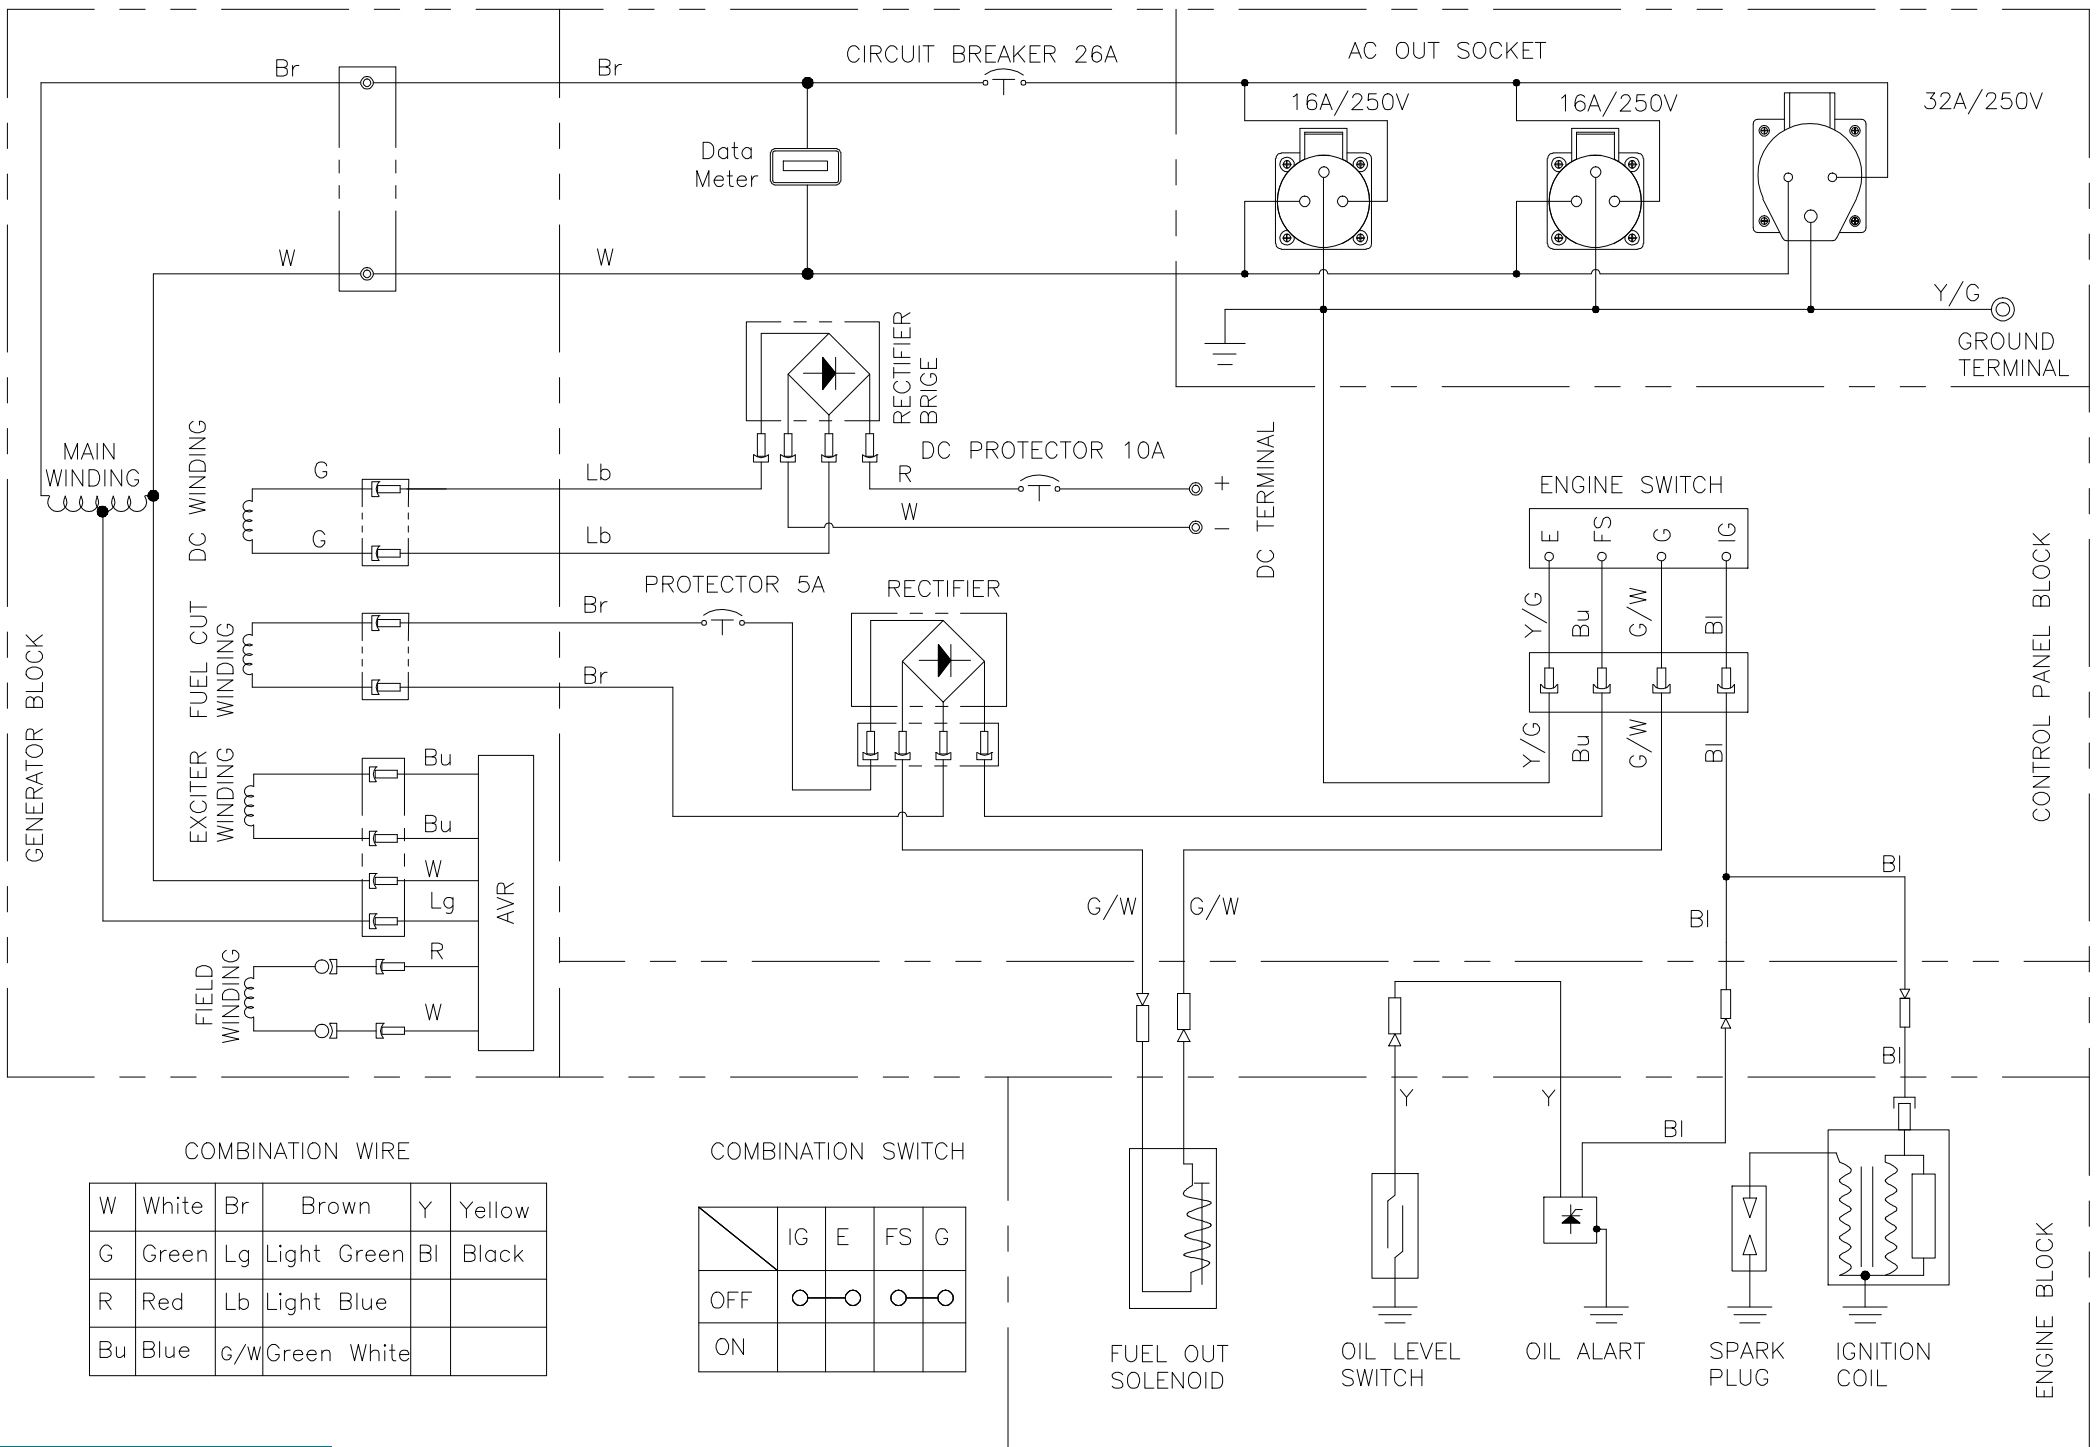 CIRCUIT BREAKER 26A
AC OUT SOCKET
Br
Br
16A/250V
16A/250V
32A/250V
Data
Meter
W
W
Y/G
GROUND
TERMINAL
RECTIFIER
BRIGE
MAIN
WINDING
DC WINDING
G
G
Lb
Lb
R
DC PROTECTOR 10A
W
+
−
DC TERMINAL
ENGINE SWITCH
E
FS
G
IG
Y/G
Bu
G/W
Bl
Y/G
Bu
G/W
Bl
PROTECTOR 5A
RECTIFIER
Br
Br
FUEL CUT
WINDING
GENERATOR BLOCK
CONTROL PANEL BLOCK
EXCITER
WINDING
Bu
Bu
W
Lg
R
W
AVR
FIELD
WINDING
G/W
G/W
Bl
Bl
Bl
Y
Y
Bl
COMBINATION WIRE
W White Br Brown Y Yellow
G Green Lg Light Green Bl Black
R Red Lb Light Blue
Bu Blue G/W Green White
COMBINATION SWITCH
IG E FS G
OFF
ON
FUEL OUT
SOLENOID
OIL LEVEL
SWITCH
OIL ALART
SPARK
PLUG
IGNITION
COIL
ENGINE BLOCK